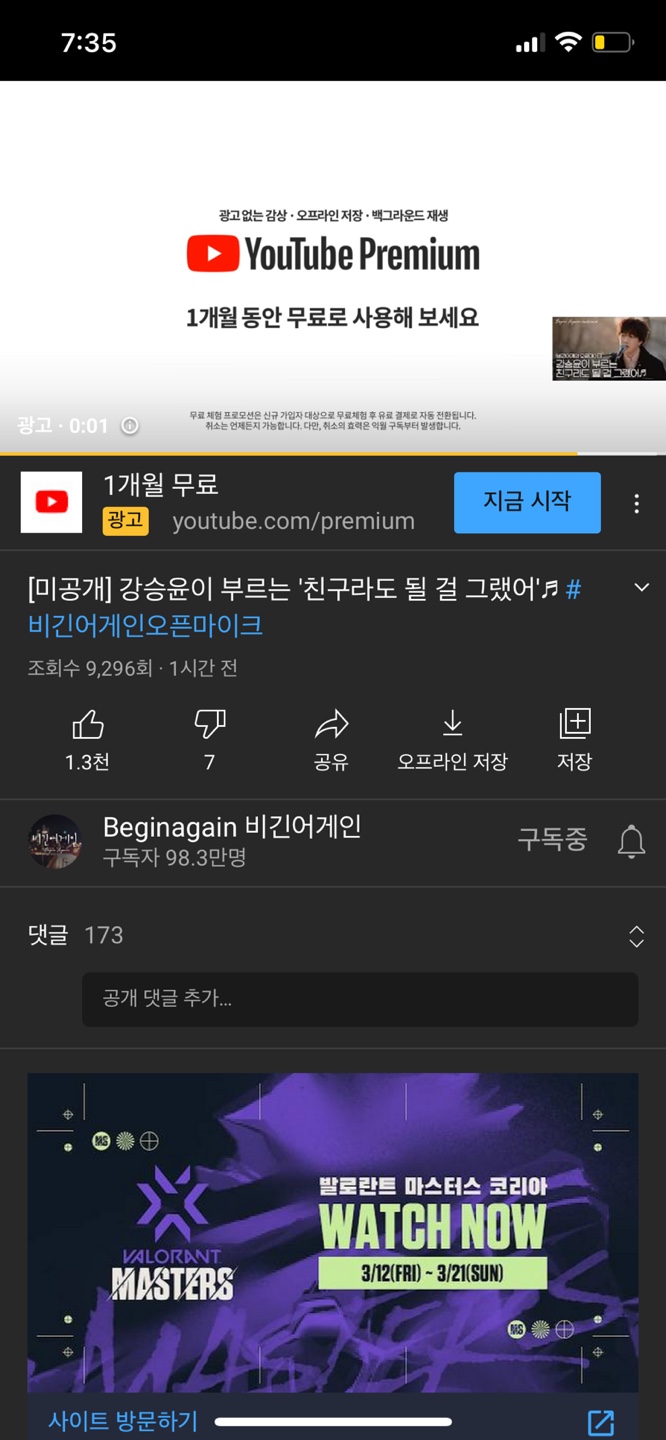 7:35
광고 없는 감상 · 오프라인 저장 · 백그라운드 재생
YouTube Premium
1개월 동안 무료로 사용해 보세요
강승윤이 부르는
친구라도 될 걸 그랬어♬
광고 · 0:01
무료 체험 프로모션은 신규 가입자 대상으로 무료체험 후 유료 결제로 자동 전환됩니다.
취소는 언제든지 가능합니다. 다만, 취소의 효력은 익월 구독부터 발생합니다.
1개월 무료
지금 시작
광고 youtube.com/premium
[미공개] 강승윤이 부르는 '친구라도 될 걸 그랬어'♬ #
비긴어게인오픈마이크
조회수 9,296회 · 1시간 전
1.3천 7 공유 오프라인 저장 저장
비긴어게인
Beginagain 비긴어게인
구독자 98.3만명
구독중
댓글 173
공개 댓글 추가...
MS
발로란트 마스터스 코리아
WATCH NOW
VALORANT
MASTERS
3/12(FRI) ~ 3/21(SUN)
MS
사이트 방문하기